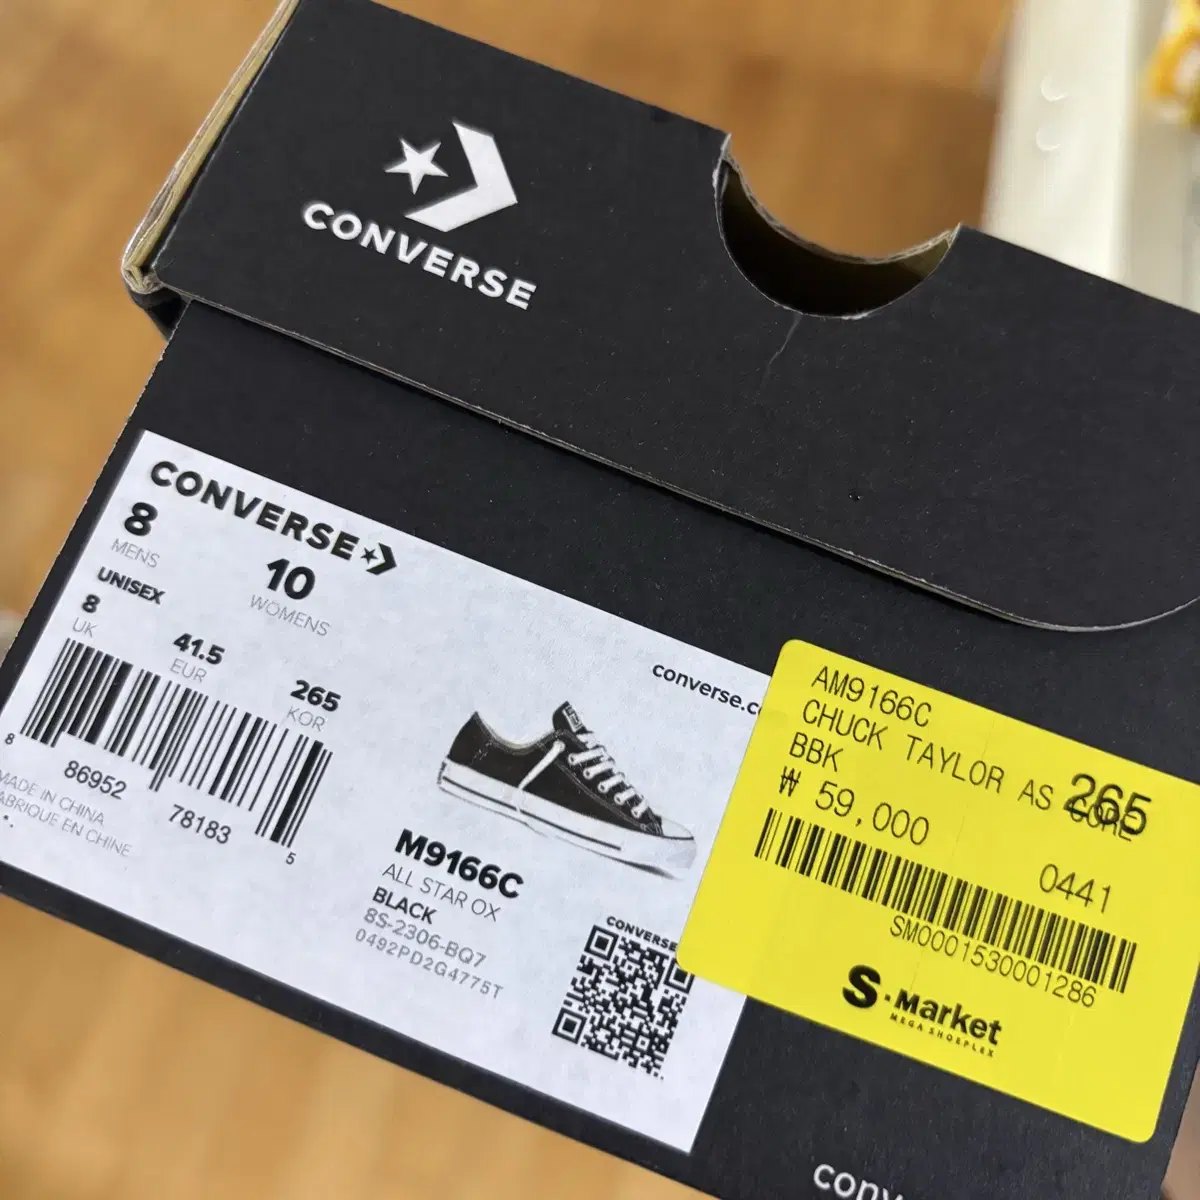 CONVERSE
CONVERSE
8
MENS
10
WOMENS
UNISEX
8
UK
41.5
EUR
265
KOR
8
86952
78183
5
MADE IN CHINA
FABRIQUE EN CHINE
converse.c
M9166C
ALL STAR OX
BLACK
8S-2306-BQ7
0492PD2G4775T
CONVERSE
AM9166C
CHUCK TAYLOR AS CORE
BBK
265
₩ 59,000
0441
SM0001530001286
S·Market
MEGA SHOEPLEX
conv